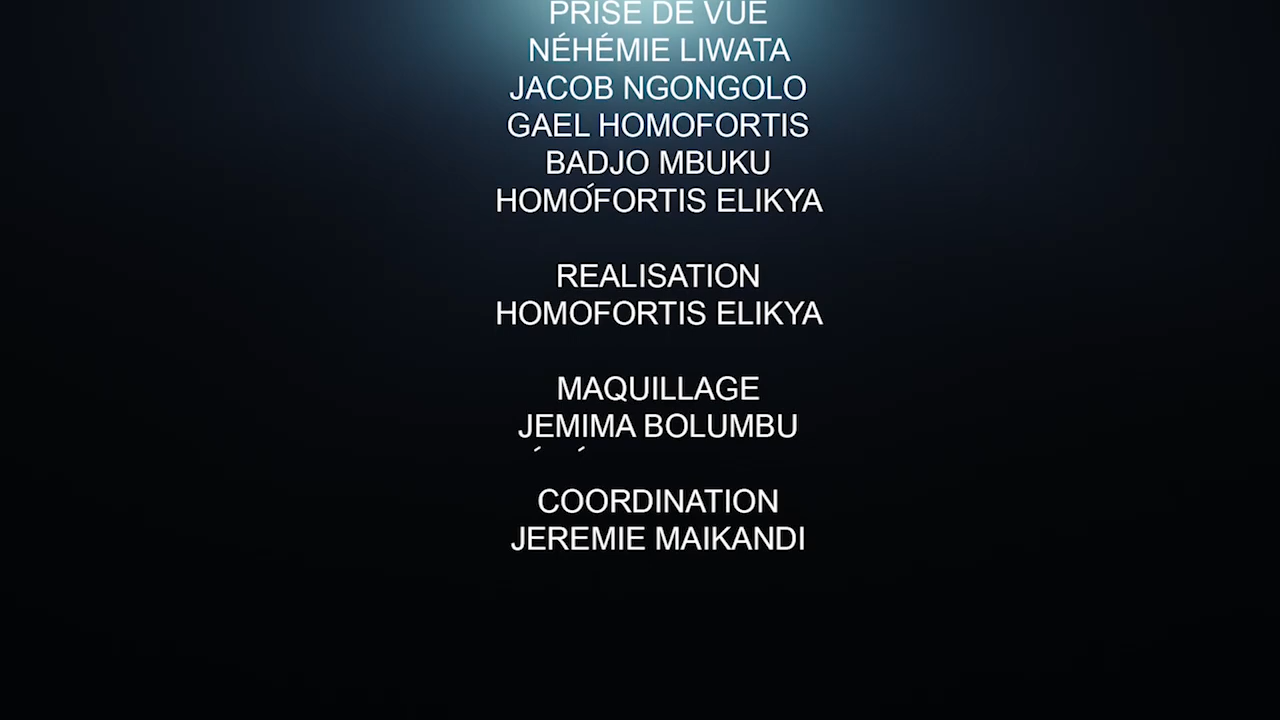 PRISE DE VUE
NÉHÉMIE LIWATA
JACOB NGONGOLO
GAEL HOMOFORTIS
BADJO MBUKU
HOMOFORTIS ELIKYA
REALISATION
HOMOFORTIS ELIKYA
MAQUILLAGE
JEMIMA BOLUMBU
COORDINATION
JEREMIE MAIKANDI